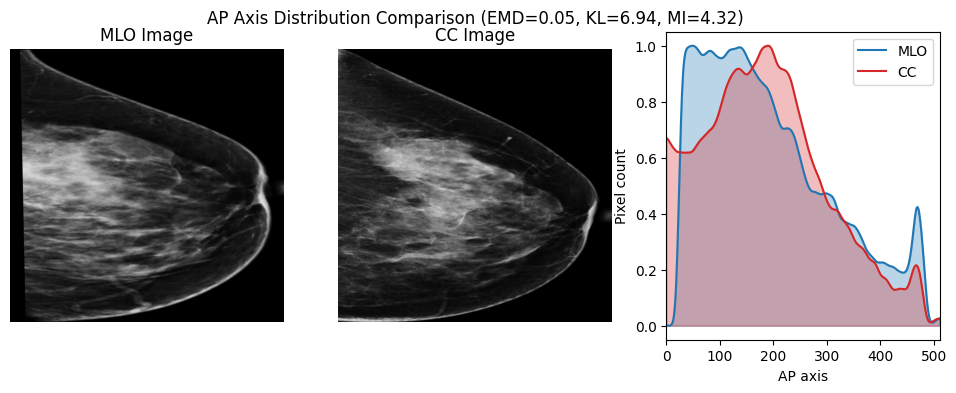 AP Axis Distribution Comparison (EMD=0.05, KL=6.94, MI=4.32)
MLO Image
CC Image
MLO
CC
1.0
0.8
0.6
0.4
0.2
0.0
Pixel count
0
100
200
300
400
500
AP axis